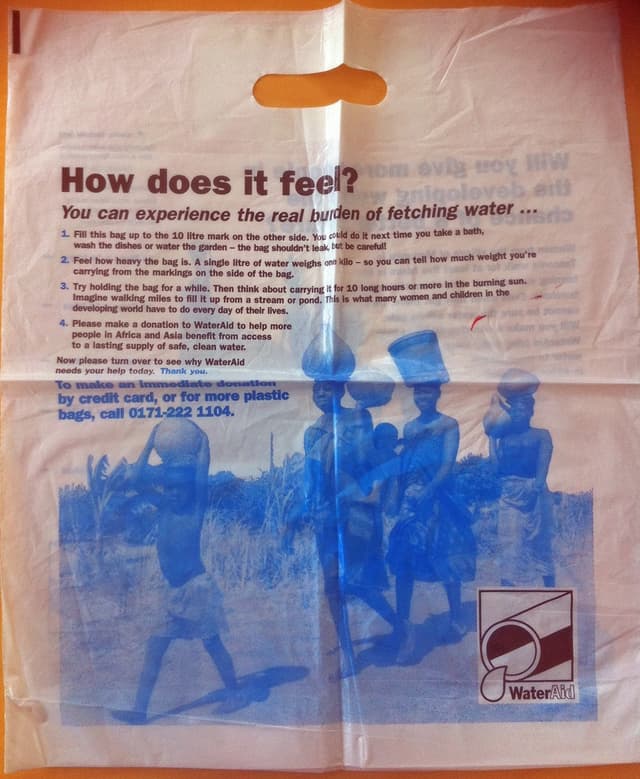 How does it feel?
You can experience the real burden of fetching water ...
1. Fill this bag up to the 10 litre mark on the other side. You could do it next time you take a bath,
wash the dishes or water the garden – the bag shouldn't leak, but be careful!
2. Feel how heavy the bag is. A single litre of water weighs one kilo – so you can tell how much weight you're
carrying from the markings on the side of the bag.
3. Try holding the bag for a while. Then think about carrying it for 10 long hours or more in the burning sun.
Imagine walking miles to fill it up from a stream or pond. This is what many women and children in the
developing world have to do every day of their lives.
4. Please make a donation to WaterAid to help more
people in Africa and Asia benefit from access
to a lasting supply of safe, clean water.
Now please turn over to see why WaterAid
needs your help today. Thank you.
To make an immediate donation
by credit card, or for more plastic
bags, call 0171-222 1104.
WaterAid